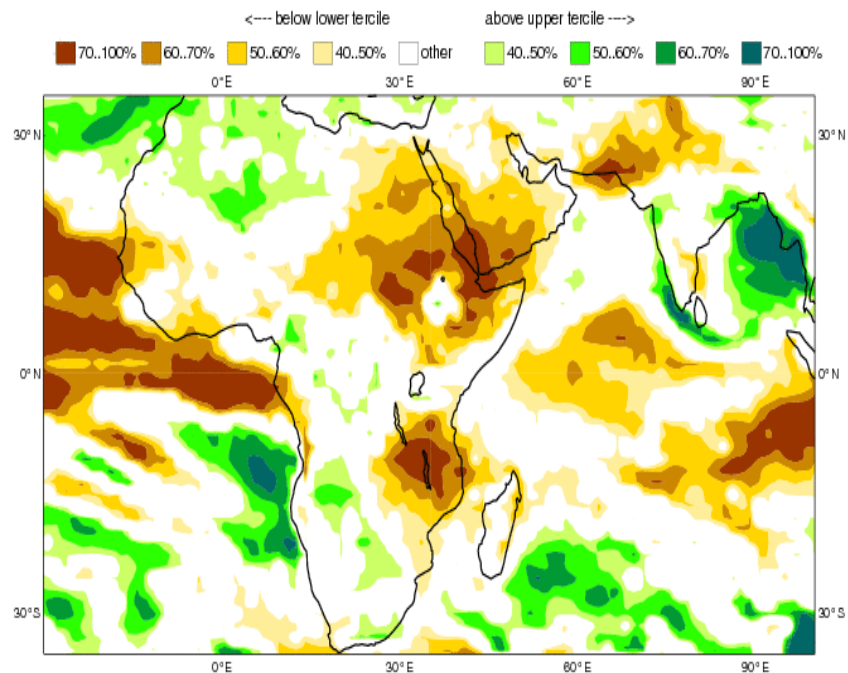 <---- below lower tercile above upper tercile ---->
70..100% 60..70% 50..60% 40..50% other 40..50% 50..60% 60..70% 70..100%
0°E 30°E 60°E 90°E
30°N 30°N
0°N 0°N
30°S 30°S
0°E 30°E 60°E 90°E